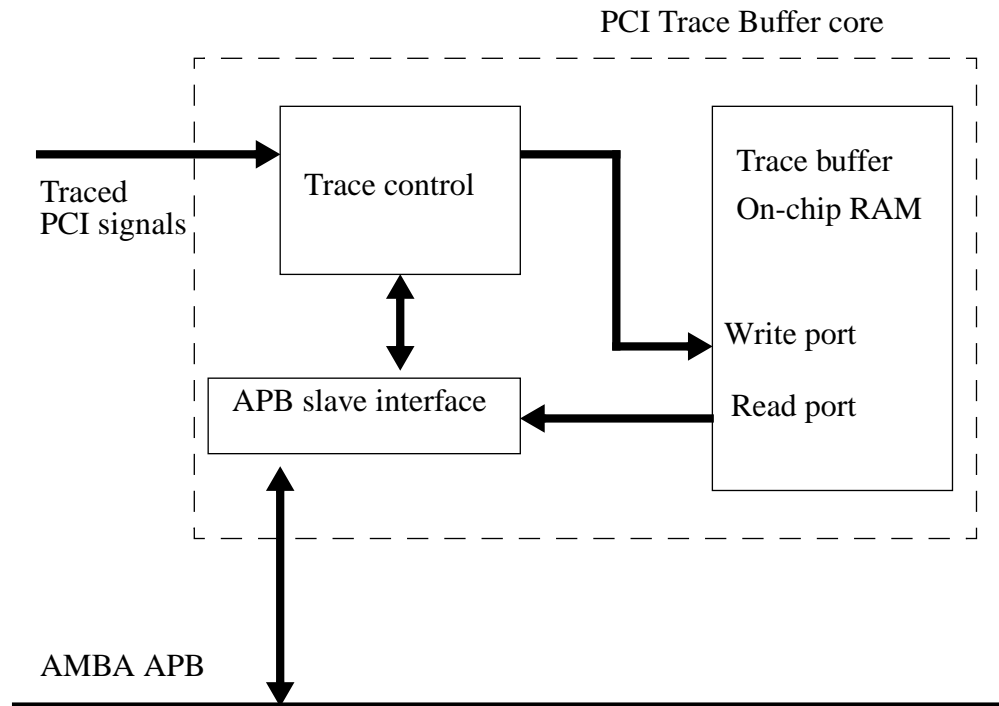 PCI Trace Buffer core
Traced
PCI signals
Trace control
Trace buffer
On-chip RAM
Write port
Read port
APB slave interface
AMBA APB